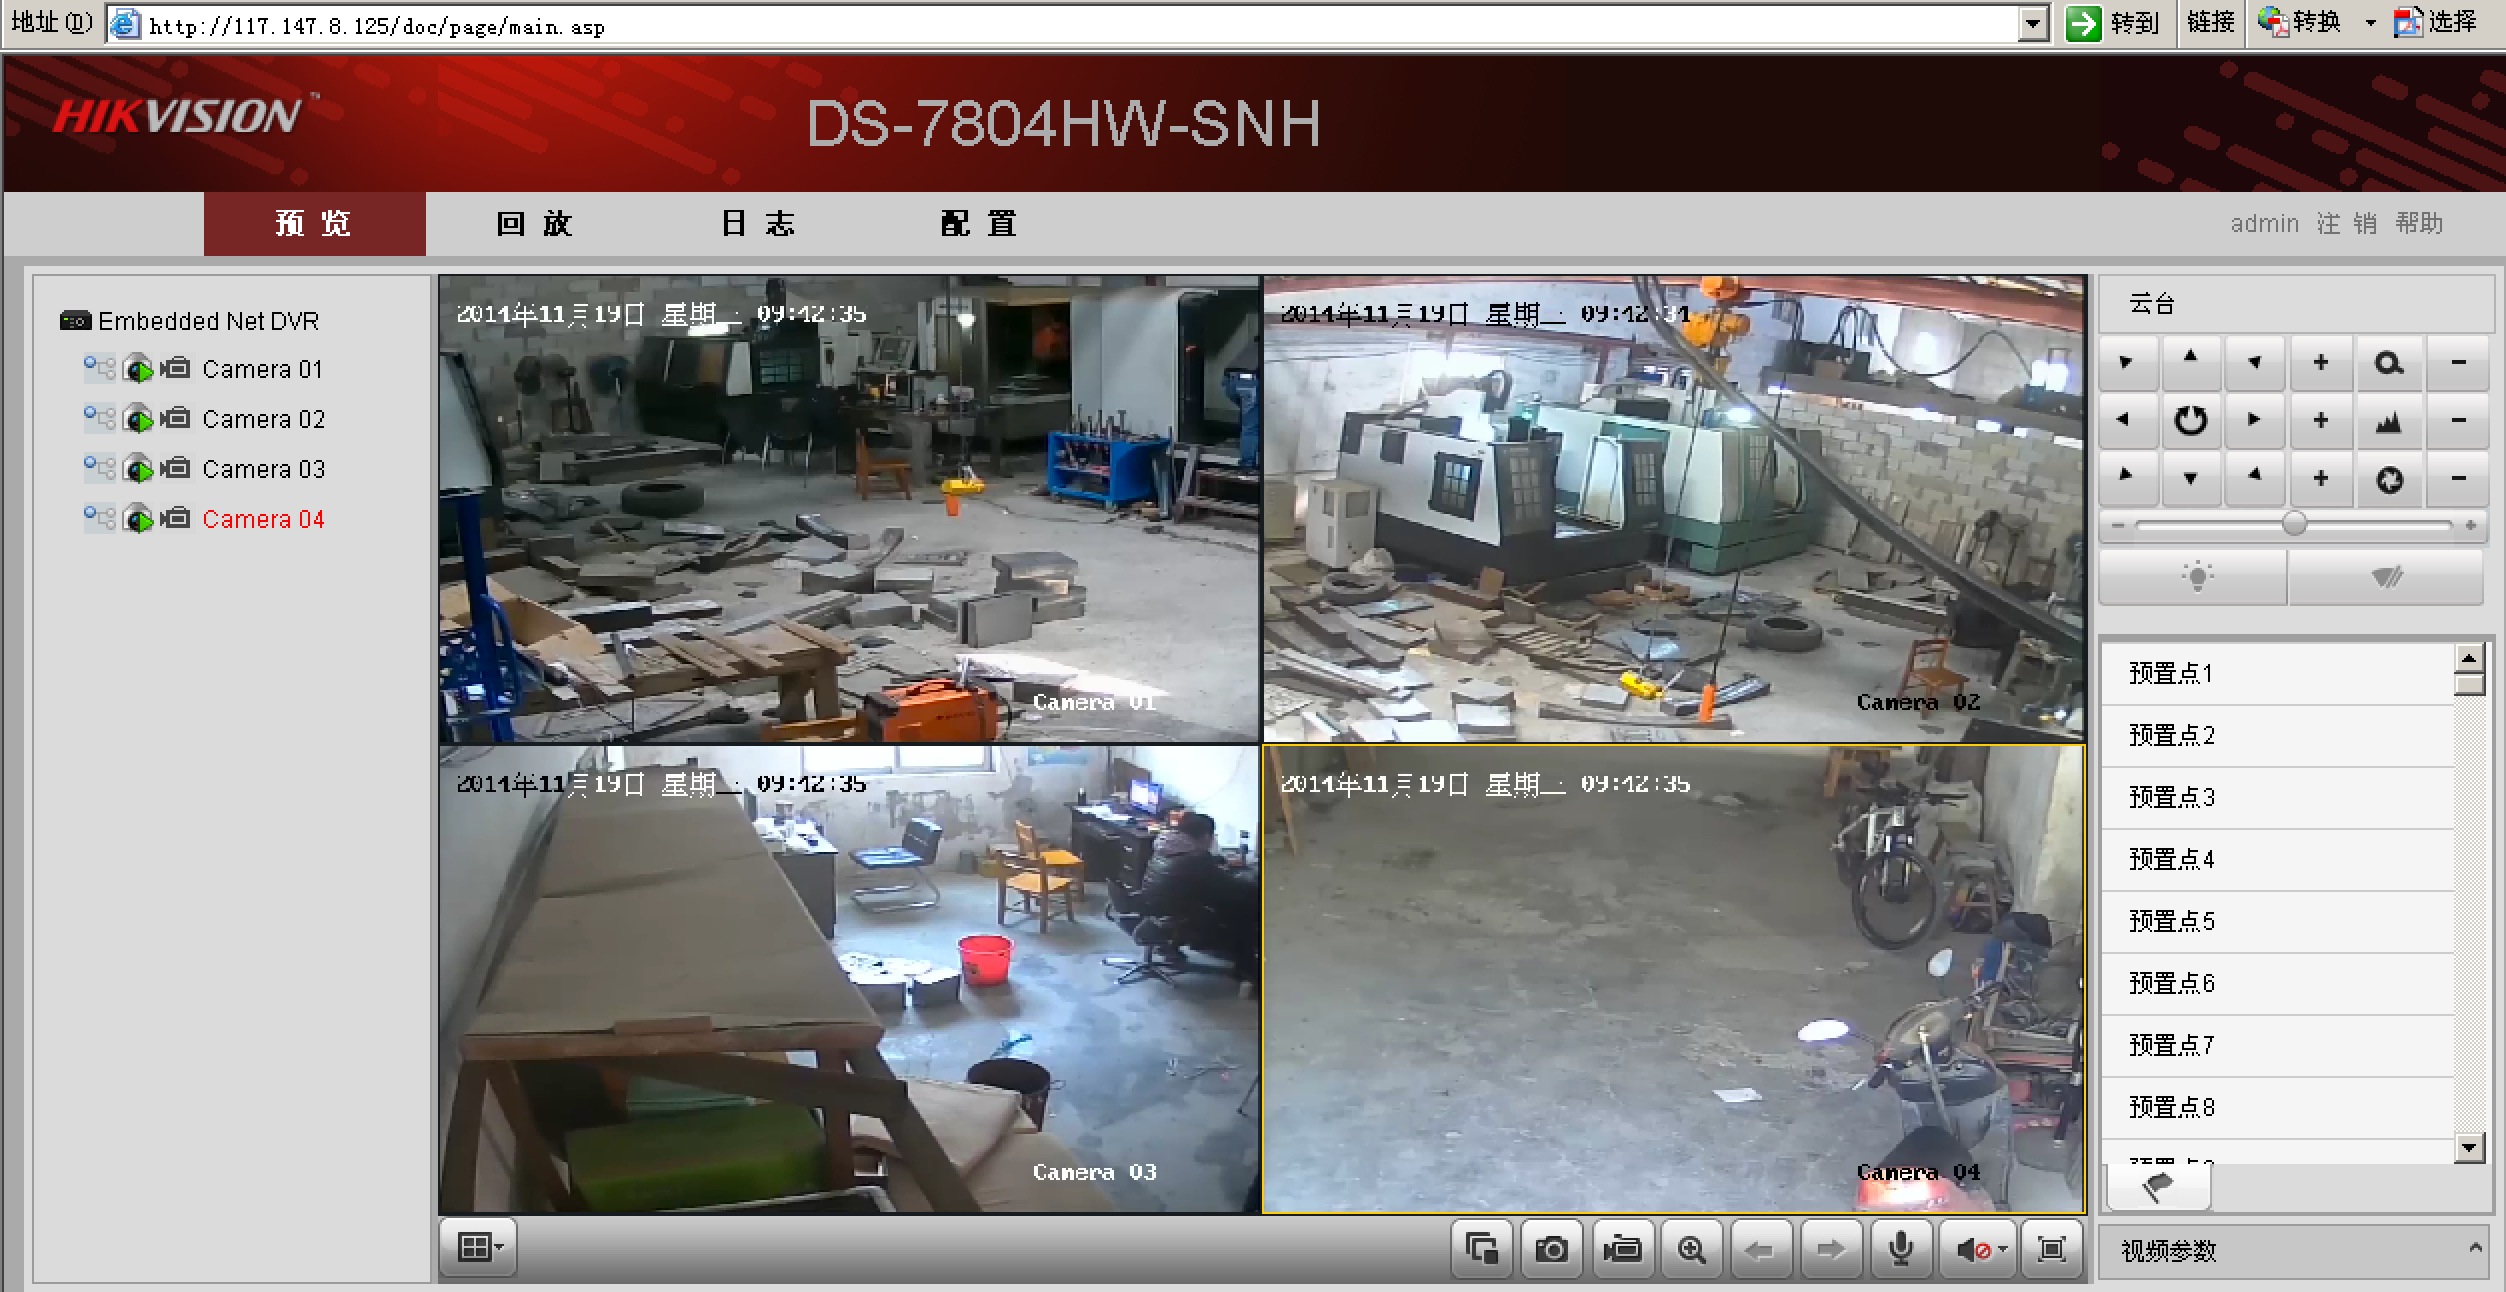 地址(D) http://117.147.8.125/doc/page/main.asp 转到 链接 转换 选择
HIKVISION™
DS-7804HW-SNH
预览 回放 日志 配置 admin 注销 帮助
Embedded Net DVR
Camera 01
Camera 02
Camera 03
Camera 04
2014年11月19日 星期三 09:42:35
Camera 01
2014年11月19日 星期三 09:42:34
Camera 02
2014年11月19日 星期三 09:42:35
Camera 03
2014年11月19日 星期三 09:42:35
Camera 04
云台
预置点1
预置点2
预置点3
预置点4
预置点5
预置点6
预置点7
预置点8
视频参数